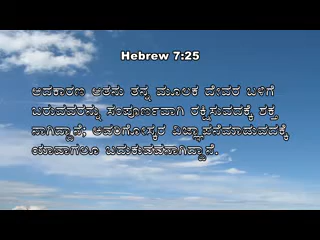 Hebrew 7:25
ಆದಕಾರಣ ಆತನು ತನ್ನ ಮೂಲಕ ದೇವರ ಬಳಿಗೆ
ಬರುವವರನ್ನು ಸಂಪೂರ್ಣವಾಗಿ ರಕ್ಷಿಸುವದಕ್ಕೆ ಶಕ್ತ
ನಾಗಿದ್ದಾನೆ; ಅವರಿಗೋಸ್ಕರ ವಿಜ್ಞಾಪನೆಮಾಡುವದಕ್ಕೆ
ಯಾವಾಗಲೂ ಬದುಕುವವನಾಗಿದ್ದಾನೆ.